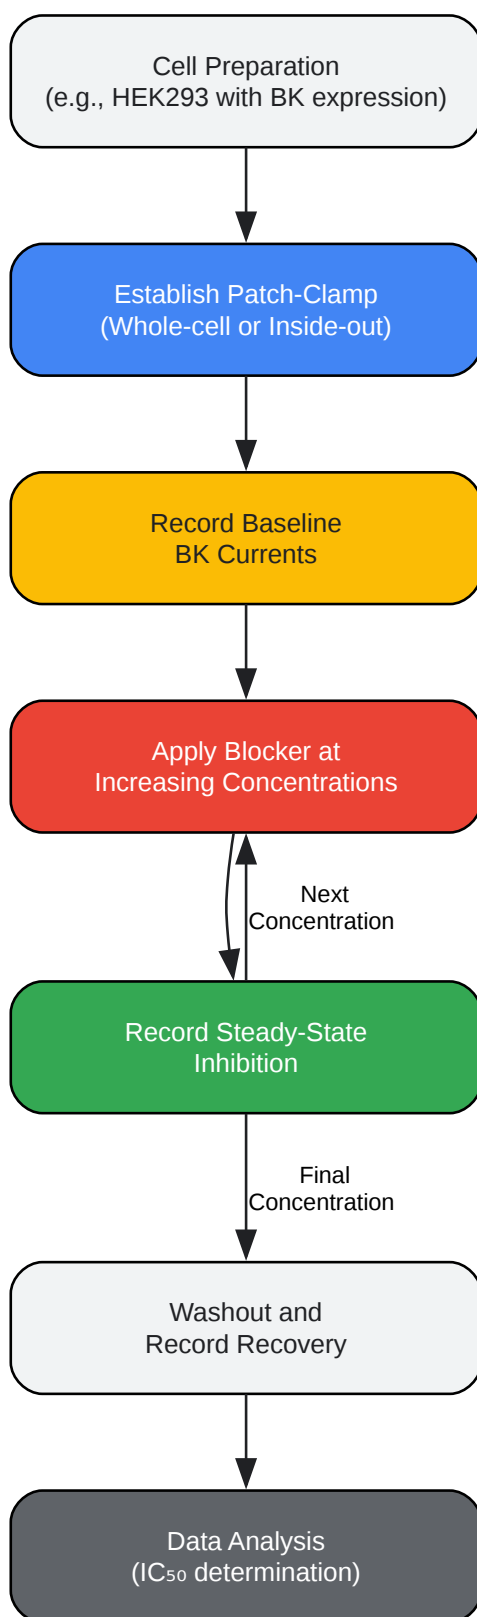 Cell Preparation
(e.g., HEK293 with BK expression)
Establish Patch-Clamp
(Whole-cell or Inside-out)
Record Baseline
BK Currents
Apply Blocker at
Increasing Concentrations
Next
Concentration
Record Steady-State
Inhibition
Final
Concentration
Washout and
Record Recovery
Data Analysis
(IC₅₀ determination)